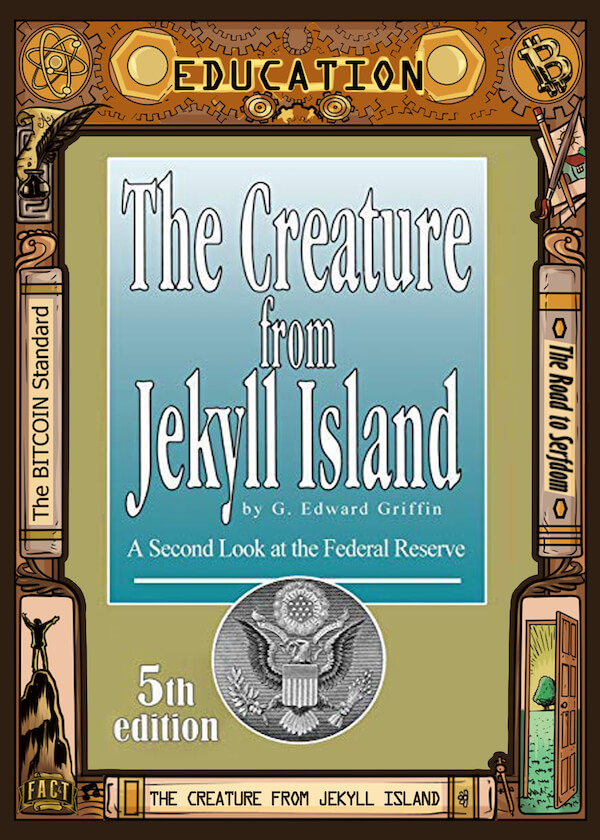 EDUCATION
The Creature
from
Jekyll Island
by G. Edward Griffin
A Second Look at the Federal Reserve
5th
edition
The BITCOIN Standard
The Road to Serfdom
FACT
THE CREATURE FROM JEKYLL ISLAND